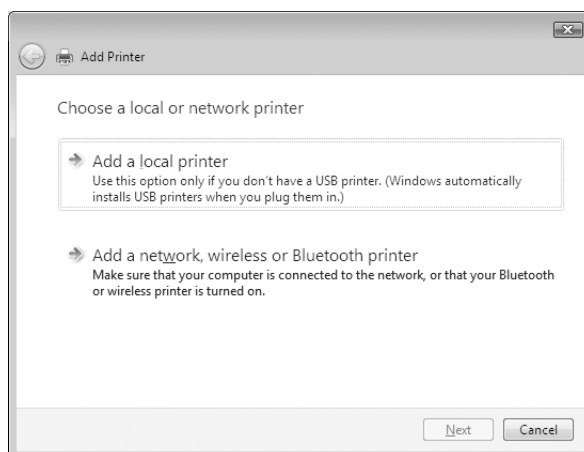 Add Printer
Choose a local or network printer
Add a local printer
Use this option only if you don't have a USB printer. (Windows automatically
installs USB printers when you plug them in.)
Add a network, wireless or Bluetooth printer
Make sure that your computer is connected to the network, or that your Bluetooth
or wireless printer is turned on.
Next
Cancel